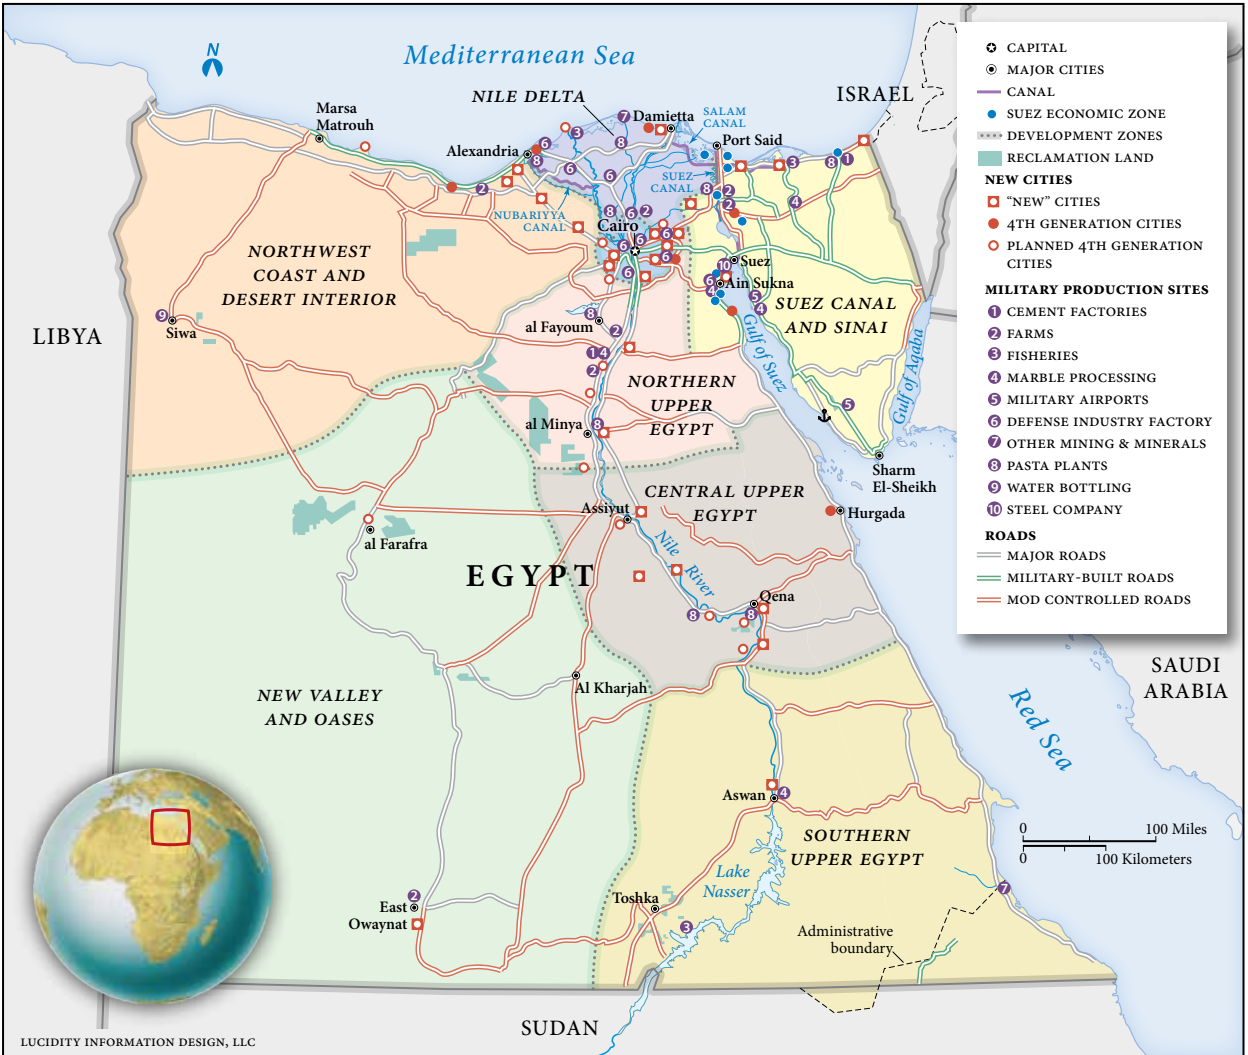 N
Mediterranean Sea
NILE DELTA
ISRAEL
Marsa
Matrouh
Damietta
SALAM
CANAL
Port Said
Alexandria
SUEZ
CANAL
NUBARIYYA
CANAL
Cairo
NORTHWEST
COAST AND
DESERT INTERIOR
Suez
Ain Sukna
SUEZ CANAL
AND SINAI
LIBYA
Siwa
al Fayoum
Gulf of Suez
Gulf of Aqaba
NORTHERN
UPPER
EGYPT
al Minya
Sharm
El-Sheikh
CENTRAL UPPER
EGYPT
Assiyut
Hurgada
al Farafra
Nile
River
EGYPT
Qena
NEW VALLEY
AND OASES
Al Kharjah
SAUDI
ARABIA
Red Sea
Aswan
SOUTHERN
UPPER EGYPT
0 100 Miles
0 100 Kilometers
Lake
Nasser
Toshka
East
Owaynat
Administrative
boundary
SUDAN
LUCIDITY INFORMATION DESIGN, LLC
CAPITAL
MAJOR CITIES
CANAL
SUEZ ECONOMIC ZONE
DEVELOPMENT ZONES
RECLAMATION LAND
NEW CITIES
"NEW" CITIES
4TH GENERATION CITIES
PLANNED 4TH GENERATION
CITIES
MILITARY PRODUCTION SITES
1 CEMENT FACTORIES
2 FARMS
3 FISHERIES
4 MARBLE PROCESSING
5 MILITARY AIRPORTS
6 DEFENSE INDUSTRY FACTORY
7 OTHER MINING & MINERALS
8 PASTA PLANTS
9 WATER BOTTLING
10 STEEL COMPANY
ROADS
MAJOR ROADS
MILITARY-BUILT ROADS
MOD CONTROLLED ROADS